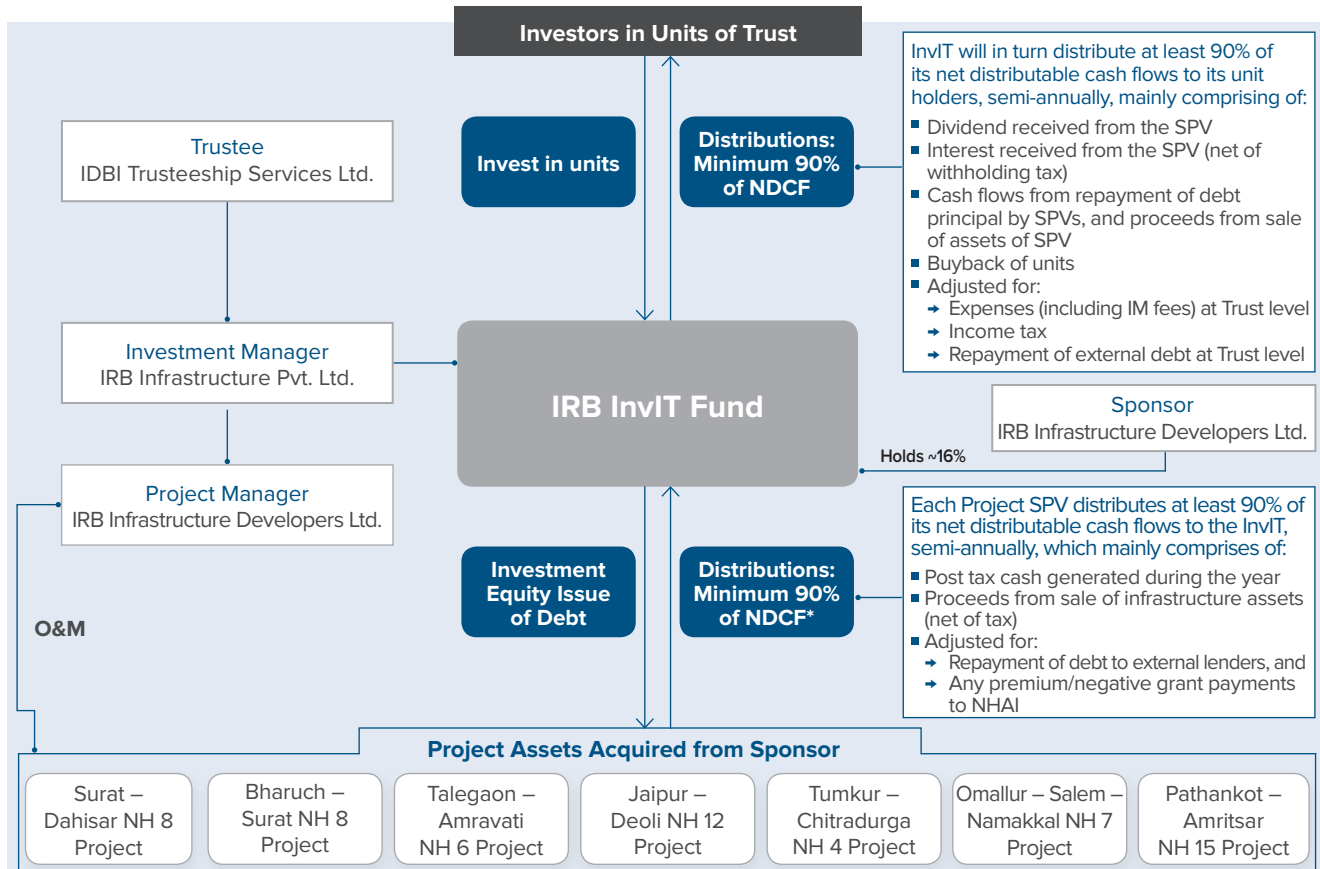 Investors in Units of Trust
Trustee
IDBI Trusteeship Services Ltd.
Invest in units
Distributions:
Minimum 90%
of NDCF
InvIT will in turn distribute at least 90% of
its net distributable cash flows to its unit
holders, semi-annually, mainly comprising of:
Dividend received from the SPV
Interest received from the SPV (net of
withholding tax)
Cash flows from repayment of debt
principal by SPVs, and proceeds from sale
of assets of SPV
Buyback of units
Adjusted for:
Expenses (including IM fees) at Trust level
Income tax
Repayment of external debt at Trust level
Investment Manager
IRB Infrastructure Pvt. Ltd.
IRB InvIT Fund
Sponsor
IRB Infrastructure Developers Ltd.
Holds ~16%
Project Manager
IRB Infrastructure Developers Ltd.
O&M
Investment
Equity Issue
of Debt
Distributions:
Minimum 90%
of NDCF*
Each Project SPV distributes at least 90% of
its net distributable cash flows to the InvIT,
semi-annually, which mainly comprises of:
Post tax cash generated during the year
Proceeds from sale of infrastructure assets
(net of tax)
Adjusted for:
Repayment of debt to external lenders, and
Any premium/negative grant payments
to NHAI
Project Assets Acquired from Sponsor
Surat –
Dahisar NH 8
Project
Bharuch –
Surat NH 8
Project
Talegaon –
Amravati
NH 6 Project
Jaipur –
Deoli NH 12
Project
Tumkur –
Chitradurga
NH 4 Project
Omallur – Salem –
Namakkal NH 7
Project
Pathankot –
Amritsar
NH 15 Project